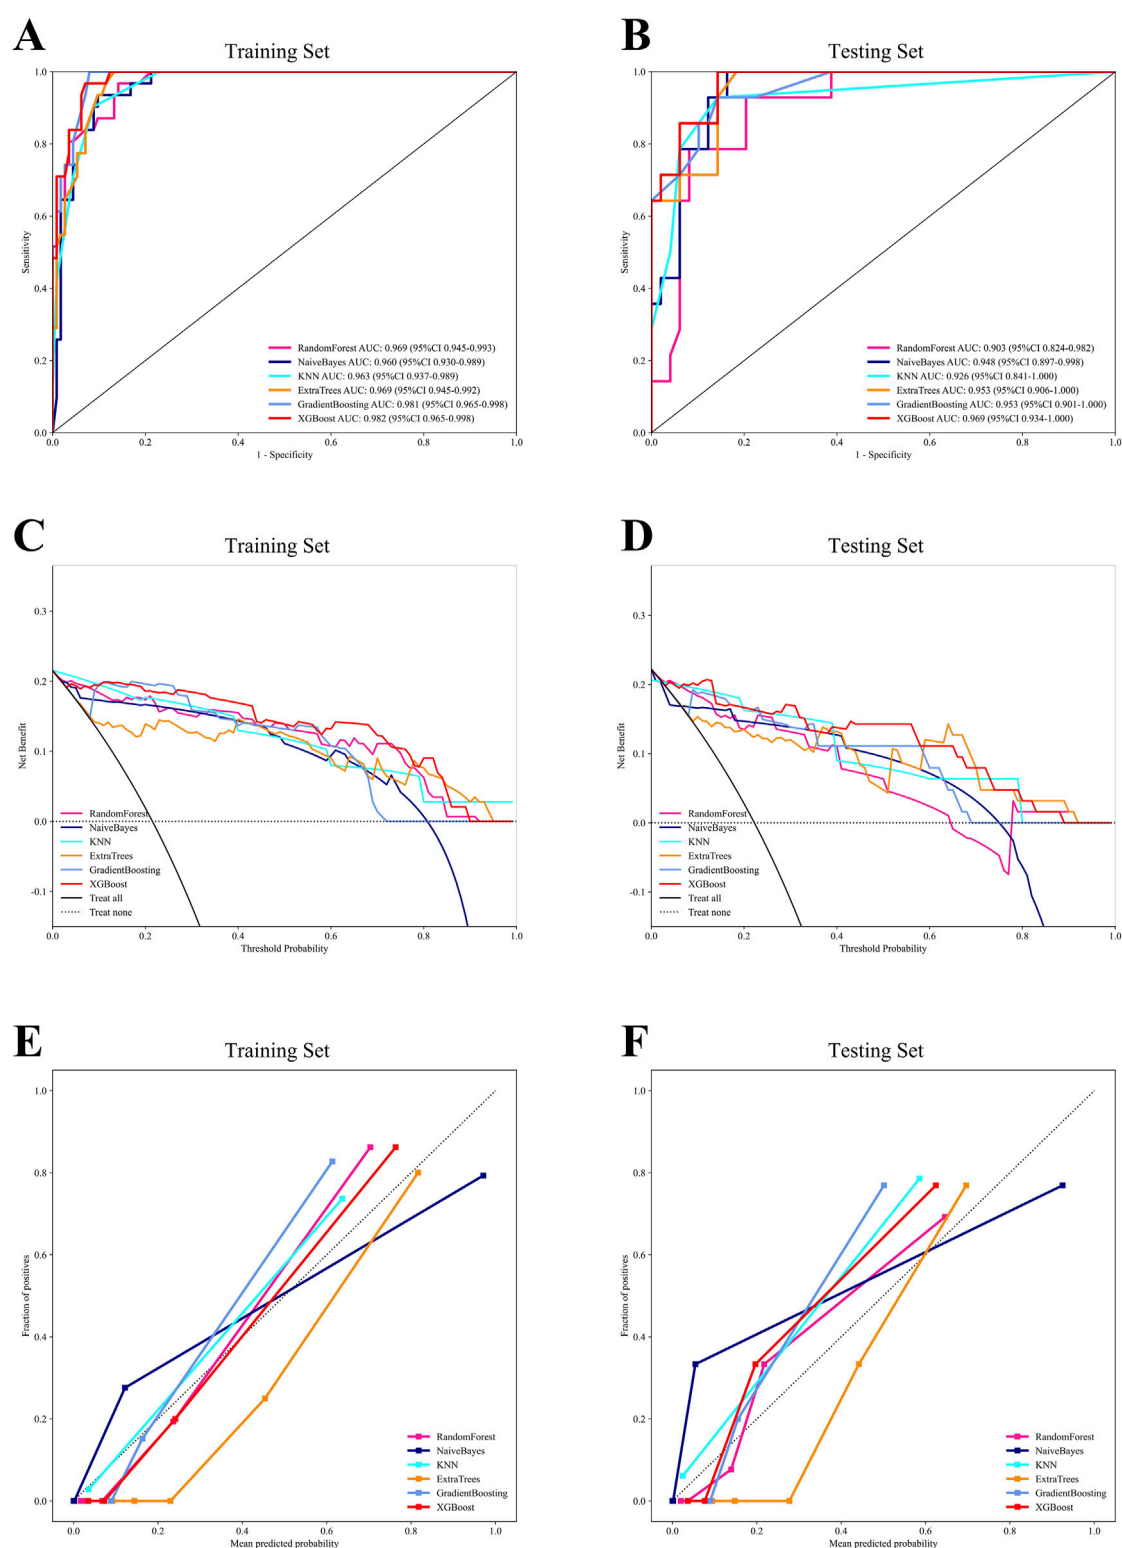 A
Training Set
1.0
0.8
0.6
0.4
0.2
0.0
Sensitivity
RandomForest AUC: 0.969 (95%CI 0.945-0.993)
NaiveBayes AUC: 0.960 (95%CI 0.930-0.989)
KNN AUC: 0.963 (95%CI 0.937-0.989)
ExtraTrees AUC: 0.969 (95%CI 0.945-0.992)
GradientBoosting AUC: 0.981 (95%CI 0.965-0.998)
XGBoost AUC: 0.982 (95%CI 0.965-0.998)
0.0 0.2 0.4 0.6 0.8 1.0
1 - Specificity
B
Testing Set
1.0
0.8
0.6
0.4
0.2
0.0
Sensitivity
RandomForest AUC: 0.903 (95%CI 0.824-0.982)
NaiveBayes AUC: 0.948 (95%CI 0.897-0.998)
KNN AUC: 0.926 (95%CI 0.841-1.000)
ExtraTrees AUC: 0.953 (95%CI 0.906-1.000)
GradientBoosting AUC: 0.953 (95%CI 0.901-1.000)
XGBoost AUC: 0.969 (95%CI 0.934-1.000)
0.0 0.2 0.4 0.6 0.8 1.0
1 - Specificity
C
Training Set
0.3
0.2
0.1
0.0
-0.1
Net Benefit
RandomForest
NaiveBayes
KNN
ExtraTrees
GradientBoosting
XGBoost
Treat all
Treat none
0.0 0.2 0.4 0.6 0.8 1.0
Threshold Probability
D
Testing Set
0.3
0.2
0.1
0.0
-0.1
Net Benefit
RandomForest
NaiveBayes
KNN
ExtraTrees
GradientBoosting
XGBoost
Treat all
Treat none
0.0 0.2 0.4 0.6 0.8 1.0
Threshold Probability
E
Training Set
1.0
0.8
0.6
0.4
0.2
0.0
Fraction of positives
RandomForest
NaiveBayes
KNN
ExtraTrees
GradientBoosting
XGBoost
0.0 0.2 0.4 0.6 0.8 1.0
Mean predicted probability
F
Testing Set
1.0
0.8
0.6
0.4
0.2
0.0
Fraction of positives
RandomForest
NaiveBayes
KNN
ExtraTrees
GradientBoosting
XGBoost
0.0 0.2 0.4 0.6 0.8 1.0
Mean predicted probability